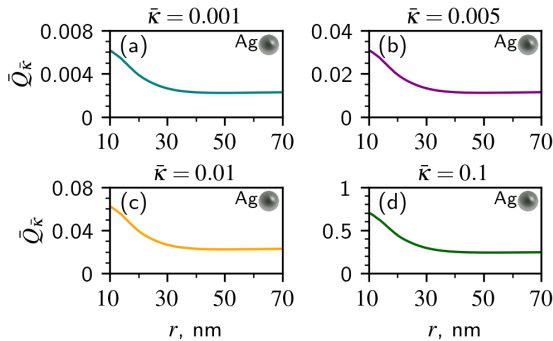 κ̄ = 0.001
κ̄ = 0.005
0.008
0.004
0
Q̄κ̄
(a)
Ag
10 30 50 70
0.04
0.02
0
(b)
Ag
10 30 50 70
κ̄ = 0.01
κ̄ = 0.1
0.08
0.04
0
Q̄κ̄
(c)
Ag
10 30 50 70
r, nm
1
0.5
0
(d)
Ag
10 30 50 70
r, nm